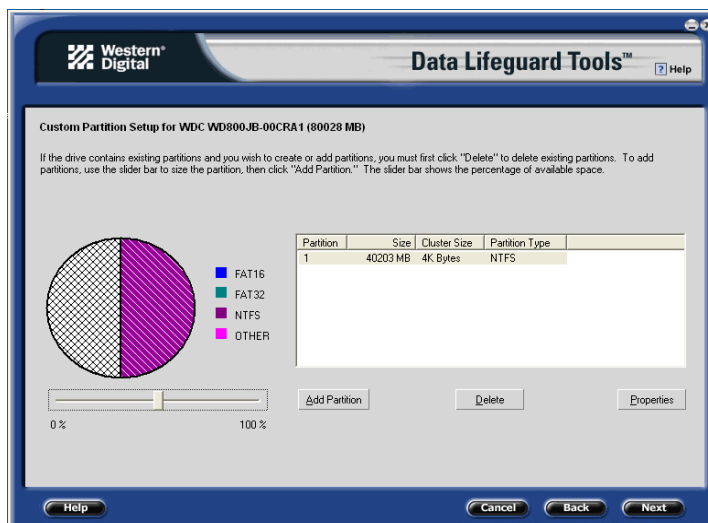 Western®
Digital
Data Lifeguard Tools™
? Help
Custom Partition Setup for WDC WD800JB-00CRA1 (80028 MB)
If the drive contains existing partitions and you wish to create or add partitions, you must first click "Delete" to delete existing partitions. To add
partitions, use the slider bar to size the partition, then click "Add Partition." The slider bar shows the percentage of available space.
Partition Size Cluster Size Partition Type
1 40203 MB 4K Bytes NTFS
FAT16
FAT32
NTFS
OTHER
Add Partition Delete Properties
0 % 100 %
Help Cancel Back Next